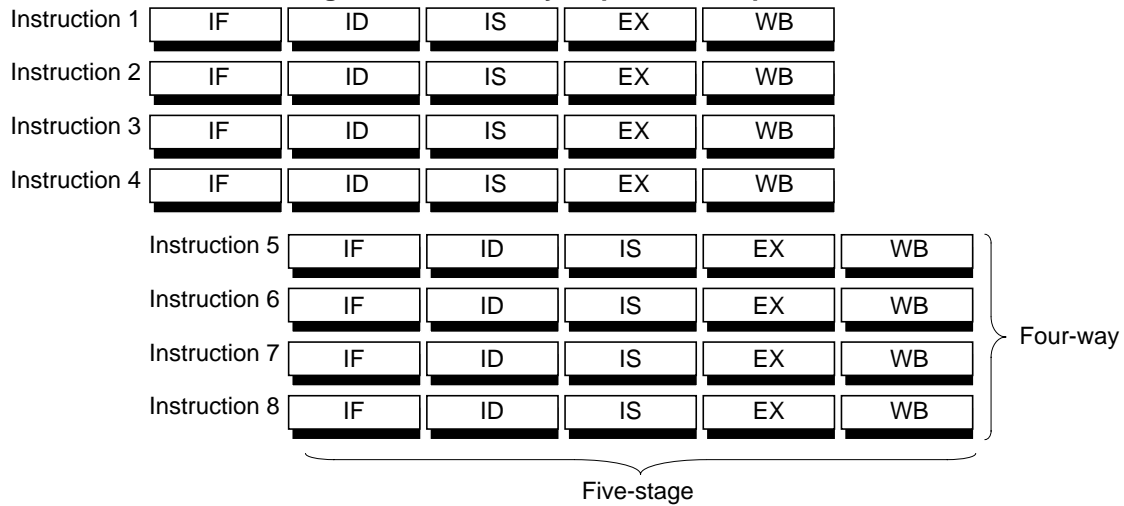 Instruction 1 IF ID IS EX WB
Instruction 2 IF ID IS EX WB
Instruction 3 IF ID IS EX WB
Instruction 4 IF ID IS EX WB
Instruction 5 IF ID IS EX WB
Instruction 6 IF ID IS EX WB
Instruction 7 IF ID IS EX WB
Instruction 8 IF ID IS EX WB
Four-way
Five-stage